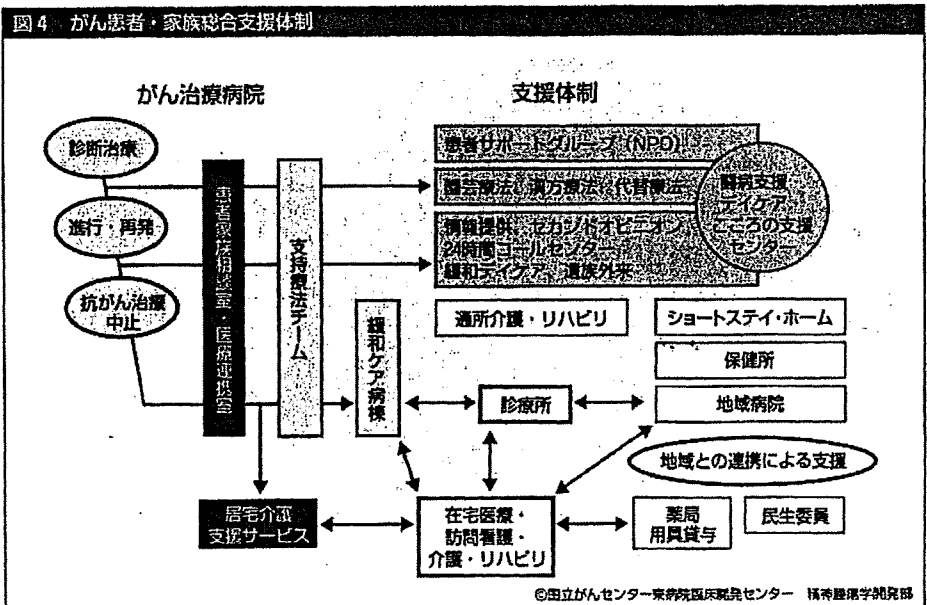 図4 がん患者・家族総合支援体制
がん治療病院
支援体制
診断治療
進行・再発
抗がん治療
中止
患者家族相談室・医療連携室
支持療法チーム
緩和ケア病棟
患者サポートグループ（NPO）
園芸療法、漢方療法、代替療法
情報提供、セカンドオピニオン
24時間コールセンター
緩和デイケア、遺族外来
闘病支援
デイケア
こころの支援
センター
通所介護・リハビリ
ショートステイ・ホーム
保健所
診療所
地域病院
地域との連携による支援
居宅介護
支援サービス
在宅医療・
訪問看護・
介護・リハビリ
薬局
用具貸与
民生委員
©国立がんセンター東病院臨床開発センター 精神腫瘍学開発部